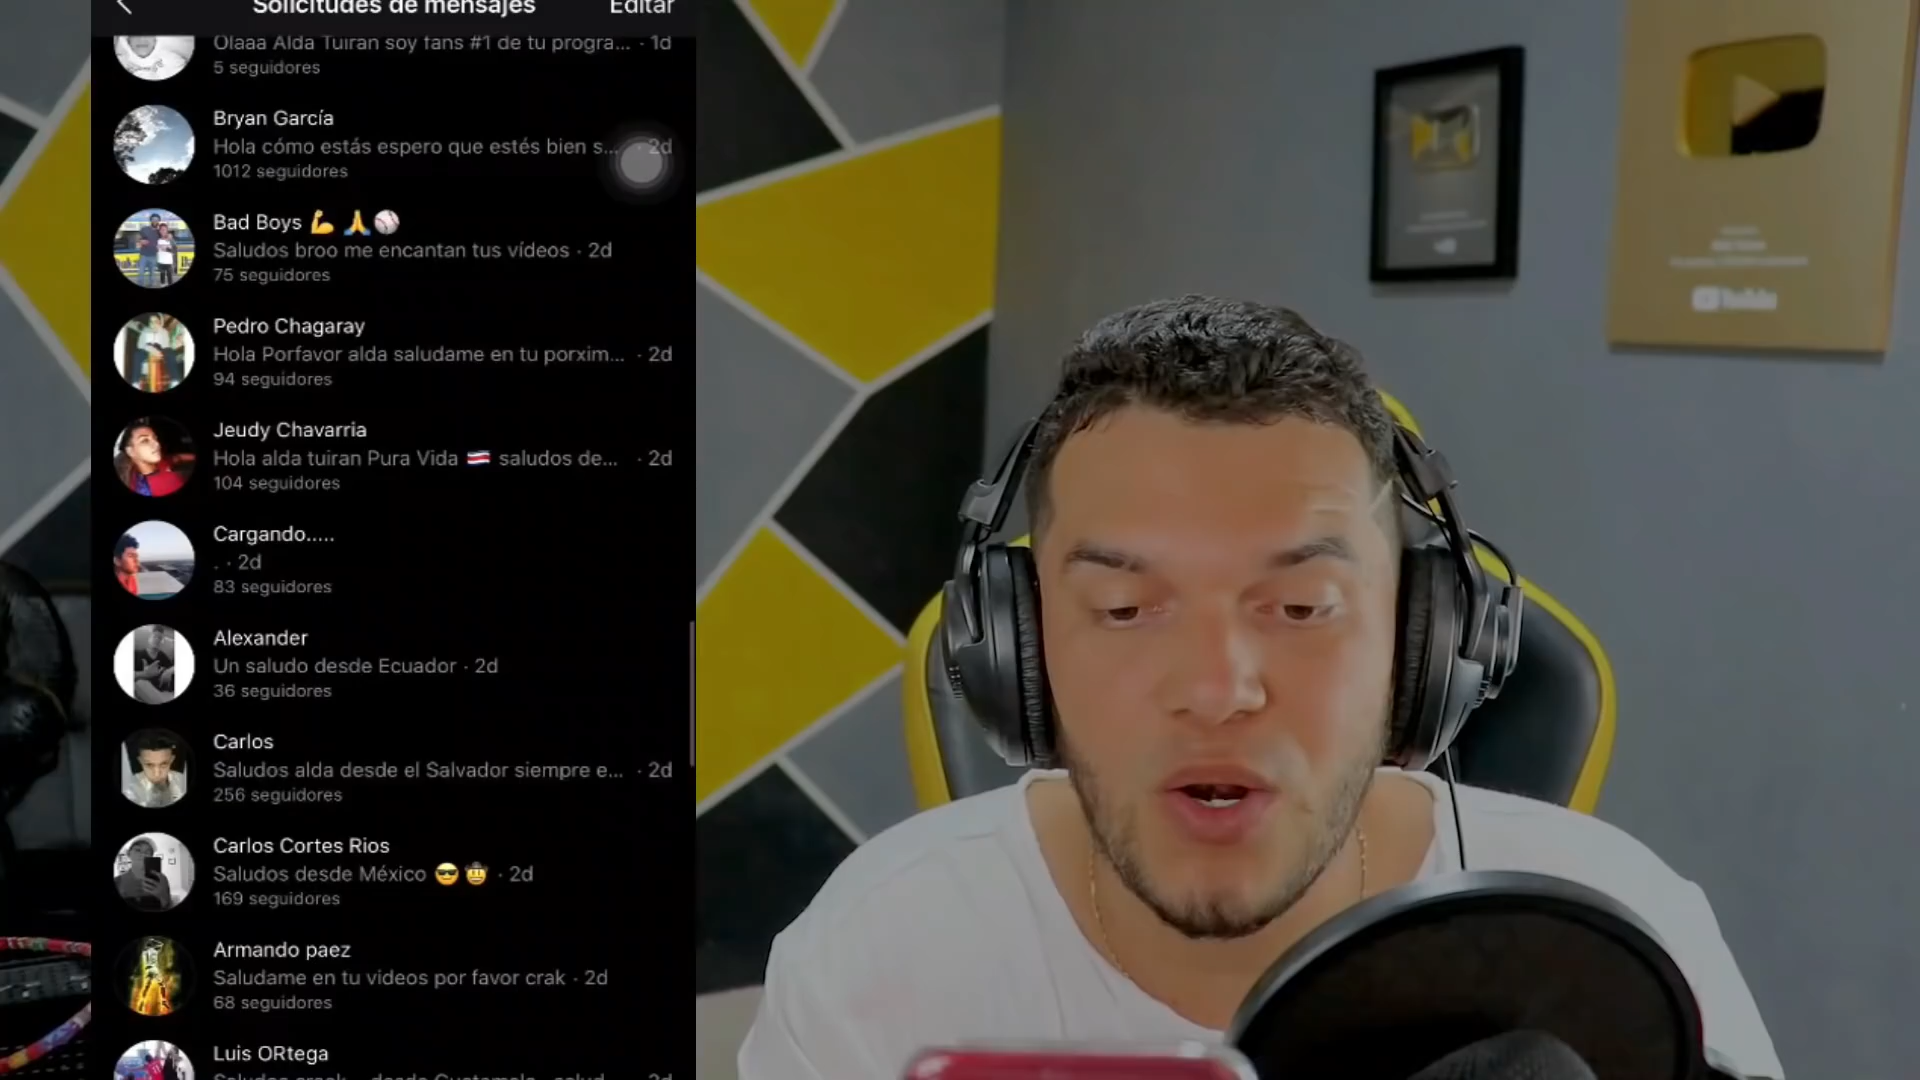 Solicitudes de mensajes
Editar
Olaaa Alda Tuiran soy fans #1 de tu progra... · 1d
5 seguidores
Bryan García
Hola cómo estás espero que estés bien s... · 2d
1012 seguidores
Bad Boys 💪🙏⚾
Saludos broo me encantan tus vídeos · 2d
75 seguidores
Pedro Chagaray
Hola Porfavor alda saludame en tu porxim... · 2d
94 seguidores
Jeudy Chavarria
Hola alda tuiran Pura Vida 🇨🇷 saludos de... · 2d
104 seguidores
Cargando.....
. · 2d
83 seguidores
Alexander
Un saludo desde Ecuador · 2d
36 seguidores
Carlos
Saludos alda desde el Salvador siempre e... · 2d
256 seguidores
Carlos Cortes Rios
Saludos desde México 😎🤠 · 2d
169 seguidores
Armando paez
Saludame en tu videos por favor crak · 2d
68 seguidores
Luis ORtega
YouTube